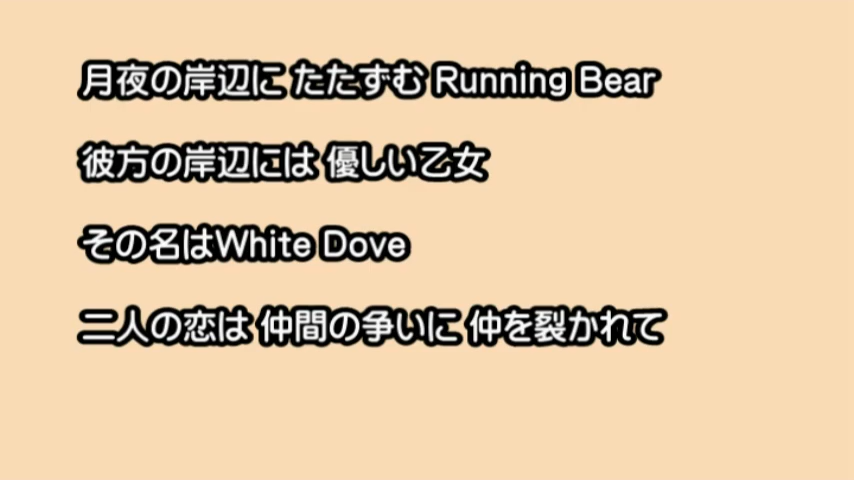 月夜の岸辺に たたずむ Running Bear
彼方の岸辺には 優しい乙女
その名はWhite Dove
二人の恋は 仲間の争いに 仲を裂かれて